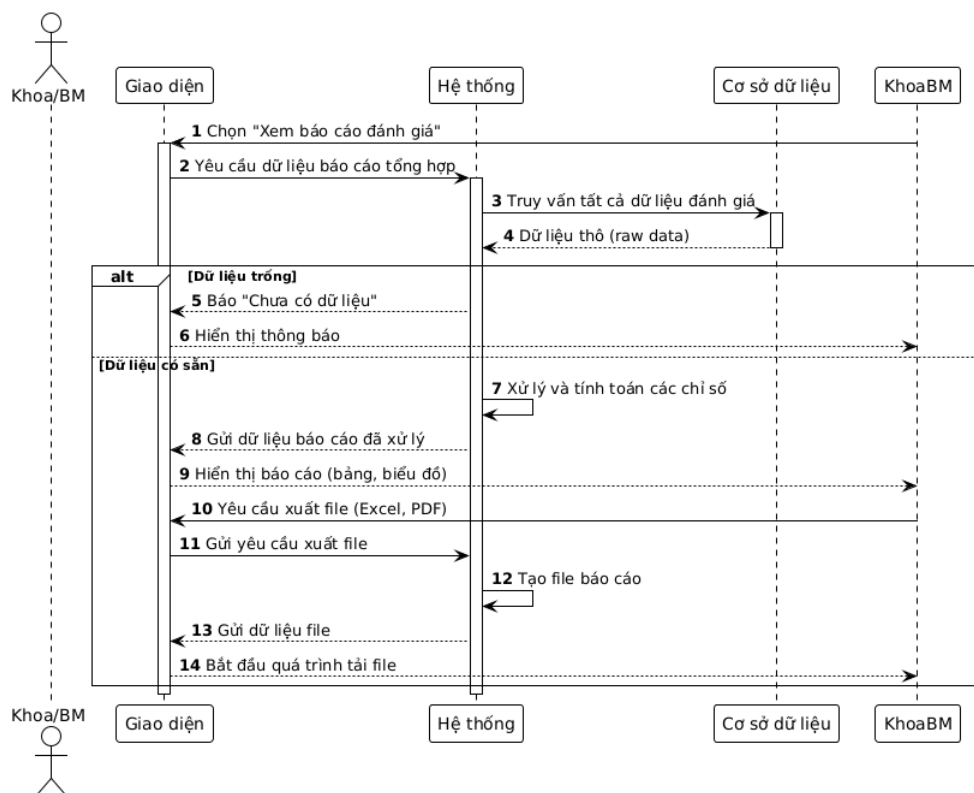 Khoa/BM
Giao diện
Hệ thống
Cơ sở dữ liệu
KhoaBM
1 Chọn "Xem báo cáo đánh giá"
2 Yêu cầu dữ liệu báo cáo tổng hợp
3 Truy vấn tất cả dữ liệu đánh giá
4 Dữ liệu thô (raw data)
alt [Dữ liệu trống]
5 Báo "Chưa có dữ liệu"
6 Hiển thị thông báo
[Dữ liệu có sẵn]
7 Xử lý và tính toán các chỉ số
8 Gửi dữ liệu báo cáo đã xử lý
9 Hiển thị báo cáo (bảng, biểu đồ)
10 Yêu cầu xuất file (Excel, PDF)
11 Gửi yêu cầu xuất file
12 Tạo file báo cáo
13 Gửi dữ liệu file
14 Bắt đầu quá trình tải file
Khoa/BM
Giao diện
Hệ thống
Cơ sở dữ liệu
KhoaBM